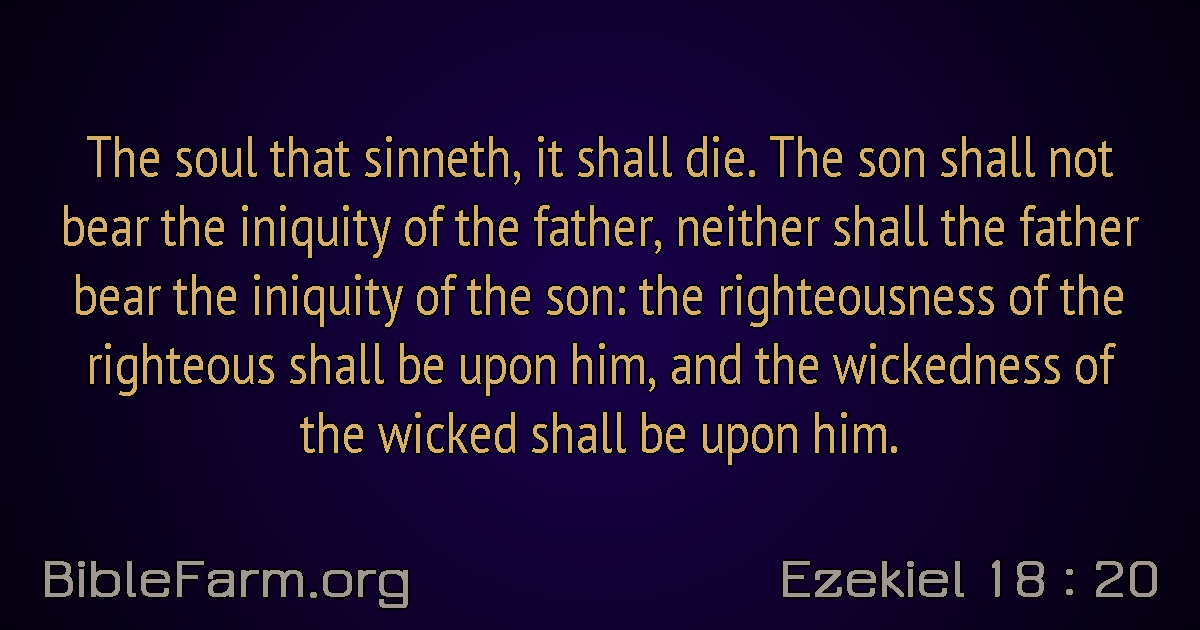 The soul that sinneth, it shall die. The son shall not
bear the iniquity of the father, neither shall the father
bear the iniquity of the son: the righteousness of the
righteous shall be upon him, and the wickedness of
the wicked shall be upon him.
BibleFarm.org
Ezekiel 18 : 20